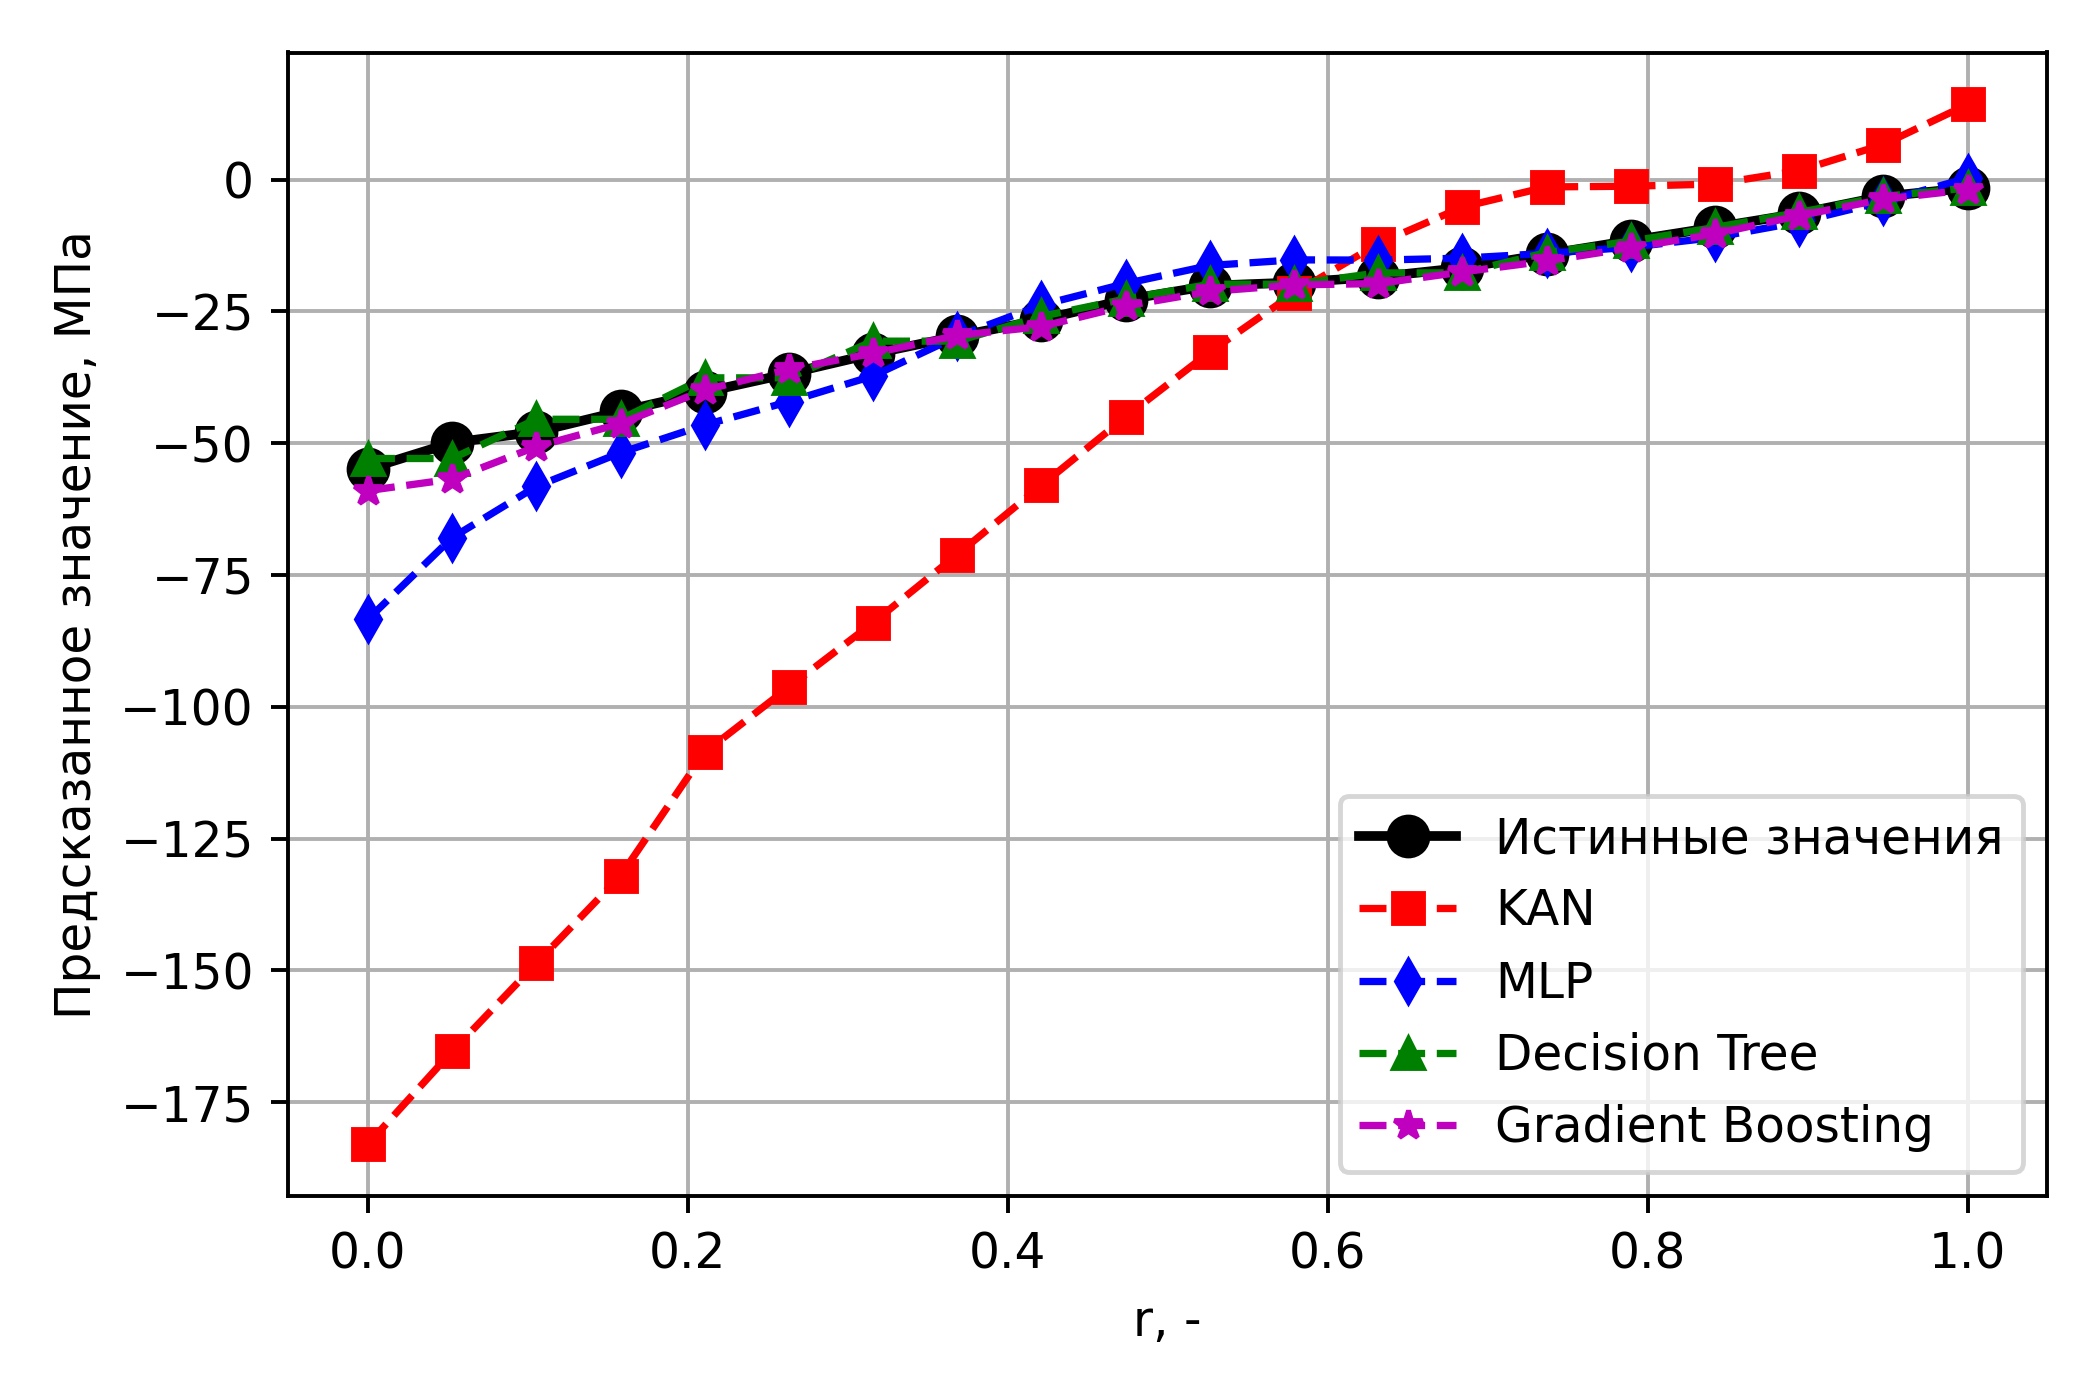 Предсказанное значение, МПа
0
−25
−50
−75
−100
−125
−150
−175
Истинные значения
KAN
MLP
Decision Tree
Gradient Boosting
0.0 0.2 0.4 0.6 0.8 1.0
r, -